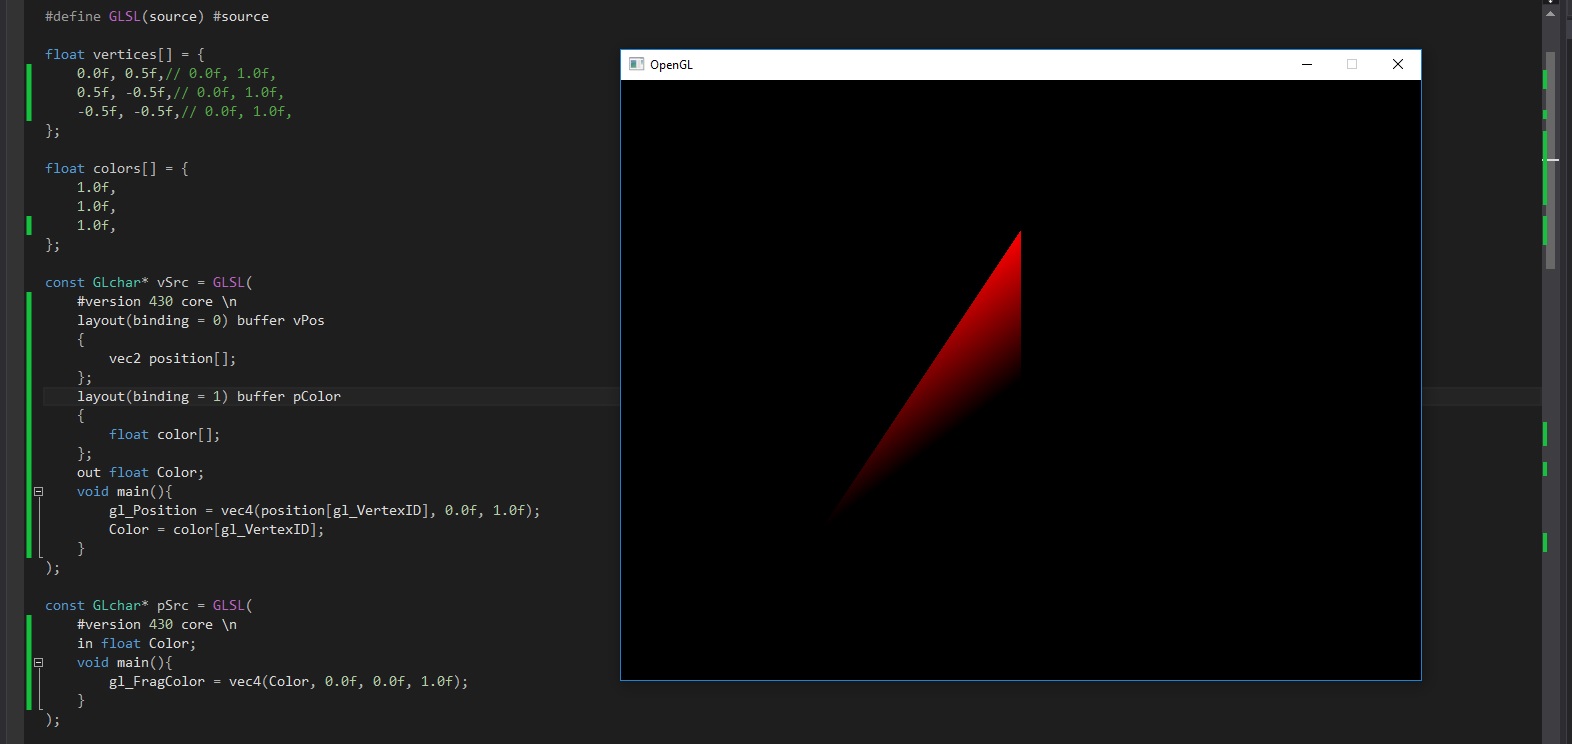 #define GLSL(source) #source
float vertices[] = {
0.0f, 0.5f,// 0.0f, 1.0f,
0.5f, -0.5f,// 0.0f, 1.0f,
-0.5f, -0.5f,// 0.0f, 1.0f,
};
float colors[] = {
1.0f,
1.0f,
1.0f,
};
const GLchar* vSrc = GLSL(
#version 430 core \n
layout(binding = 0) buffer vPos
{
vec2 position[];
};
layout(binding = 1) buffer pColor
{
float color[];
};
out float Color;
void main(){
gl_Position = vec4(position[gl_VertexID], 0.0f, 1.0f);
Color = color[gl_VertexID];
}
);
const GLchar* pSrc = GLSL(
#version 430 core \n
in float Color;
void main(){
gl_FragColor = vec4(Color, 0.0f, 0.0f, 1.0f);
}
);
OpenGL